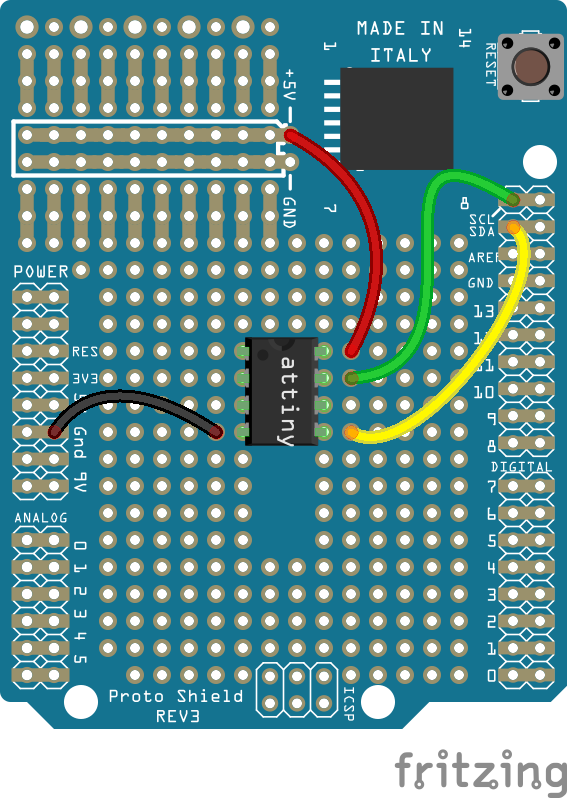 MADE IN
ITALY
1
14
RESET
+5V
7
8
GND
SCL
SDA
AREF
GND
13
11
10
9
8
POWER
RES
3V3
5
Gnd
9V
attiny
DIGITAL
7
6
5
4
3
2
1
0
ANALOG
0
1
2
3
4
5
Proto Shield
REV3
ICSP
fritzing